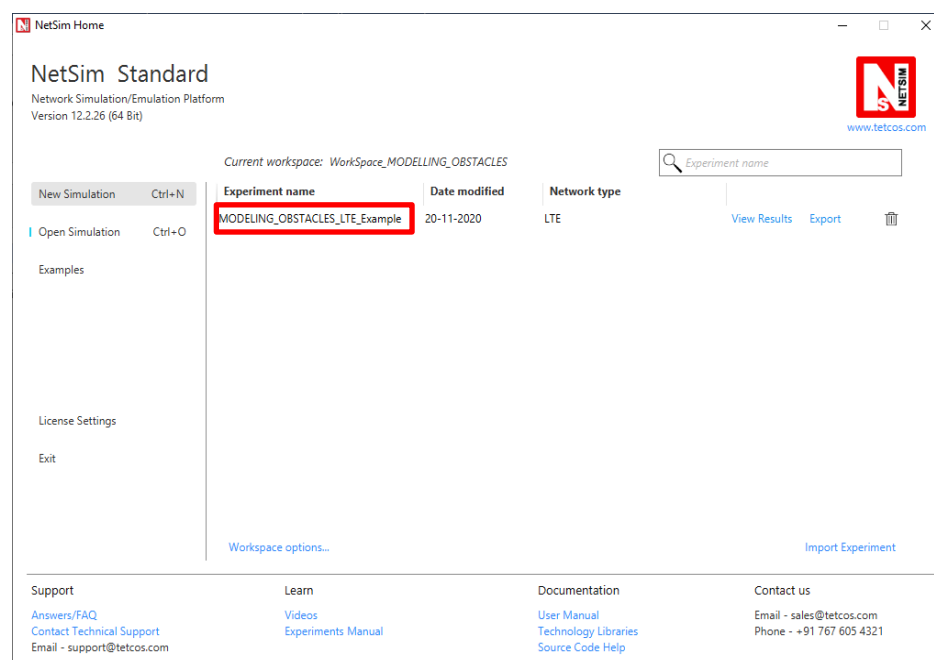 NetSim Home
NetSim Standard
Network Simulation/Emulation Platform
Version 12.2.26 (64 Bit)
NS NETSIM
www.tetcos.com
Current workspace: WorkSpace_MODELLING_OBSTACLES
Experiment name
New Simulation Ctrl+N
Experiment name Date modified Network type
MODELING_OBSTACLES_LTE_Example 20-11-2020 LTE View Results Export
Open Simulation Ctrl+O
Examples
License Settings
Exit
Workspace options... Import Experiment
Support Learn Documentation Contact us
Answers/FAQ Videos User Manual Email - sales@tetcos.com
Contact Technical Support Experiments Manual Technology Libraries Phone - +91 767 605 4321
Email - support@tetcos.com Source Code Help